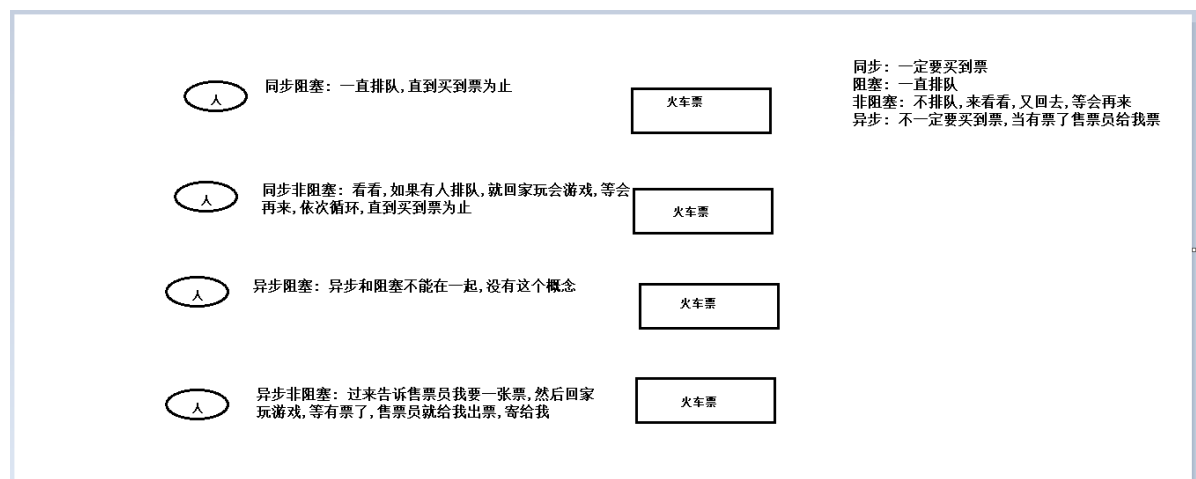 同步阻塞：一直排队,直到买到票为止
人
火车票
同步：一定要买到票
阻塞：一直排队
非阻塞：不排队,来看看,又回去,等会再来
异步：不一定要买到票,当有票了售票员给我票
同步非阻塞：看看,如果有人排队,就回家玩会游戏,等会
再来,依次循环,直到买到票为止
人
火车票
异步阻塞：异步和阻塞不能在一起,没有这个概念
人
火车票
异步非阻塞：过来告诉售票员我要一张票,然后回家
玩游戏,等有票了,售票员就给我出票,寄给我
人
火车票